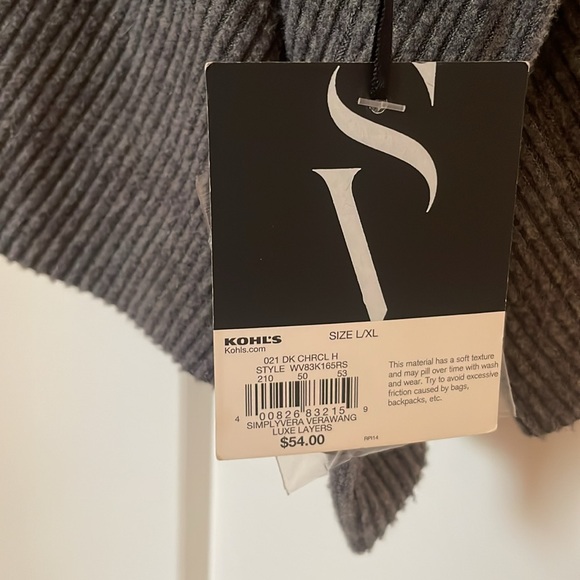 S
V
KOHL'S
Kohls.com
SIZE L/XL
021 DK CHRCL H
STYLE WV83K165RS
210 50 53
4 00826 83215 9
SIMPLYVERA VERAWANG
LUXE LAYERS
$54.00
RPI14
This material has a soft texture
and may pill over time with wash
and wear. Try to avoid excessive
friction caused by bags,
backpacks, etc.